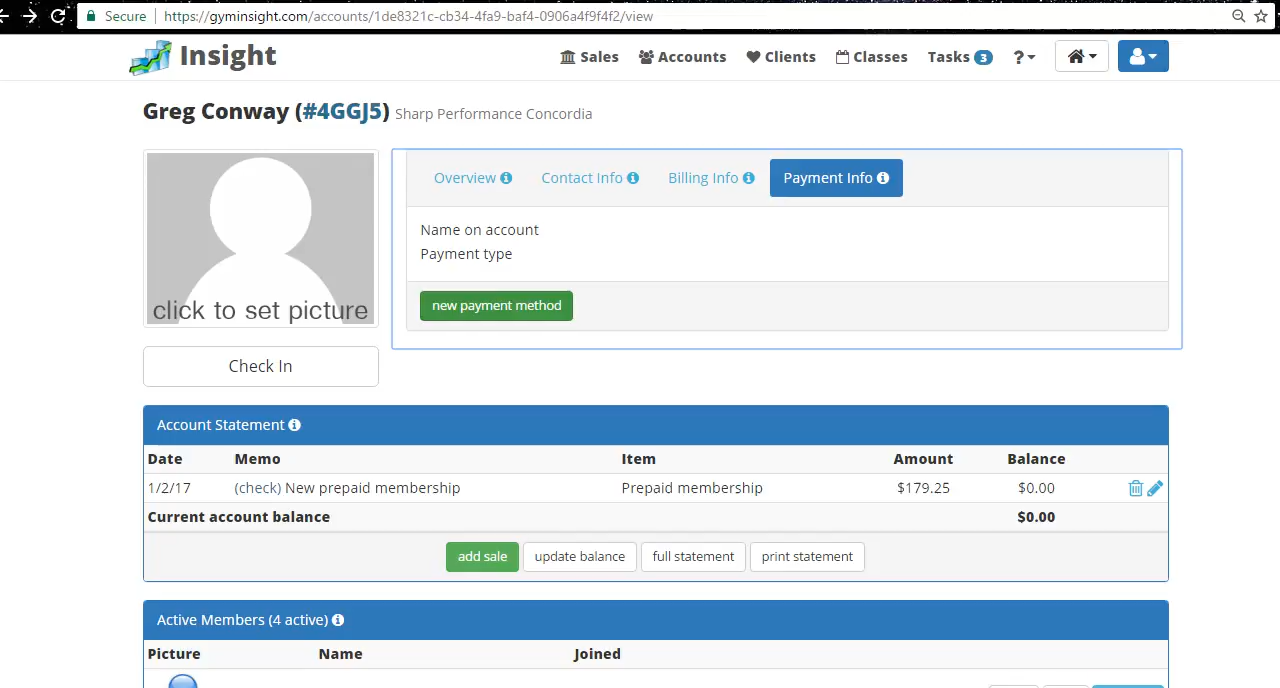 Secure https://gyminsight.com/accounts/1de8321c-cb34-4fa9-baf4-0906a4f9f4f2/view
Insight Sales Accounts Clients Classes Tasks 3 ?
Greg Conway (#4GGJ5) Sharp Performance Concordia
Overview Contact Info Billing Info Payment Info
Name on account
Payment type
click to set picture
new payment method
Check In
Account Statement
Date Memo Item Amount Balance
1/2/17 (check) New prepaid membership Prepaid membership $179.25 $0.00
Current account balance $0.00
add sale update balance full statement print statement
Active Members (4 active)
Picture Name Joined